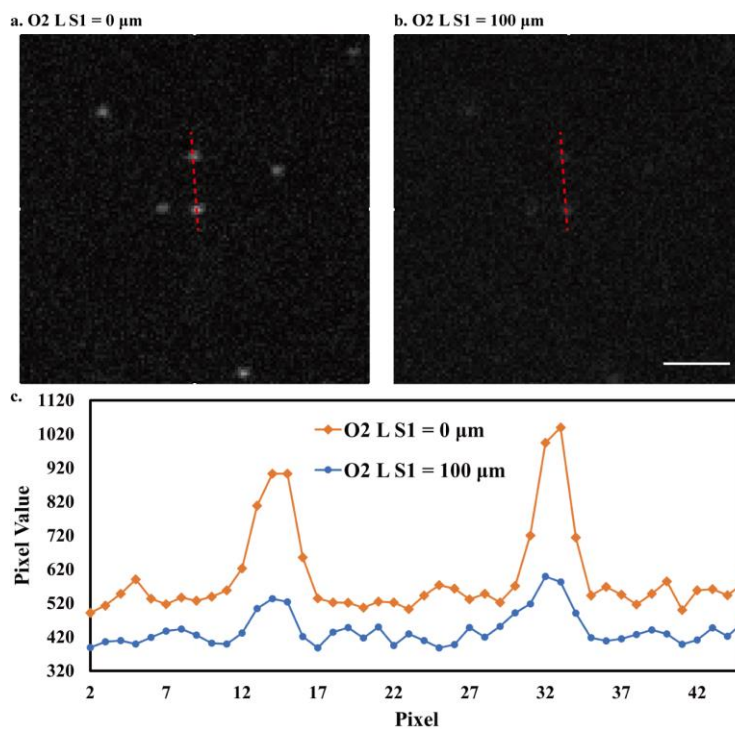 a. O2 L S1 = 0 μm
b. O2 L S1 = 100 μm
c.
1120
1020
920
820
720
620
520
420
320
Pixel Value
O2 L S1 = 0 μm
O2 L S1 = 100 μm
2 7 12 17 22 27 32 37 42
Pixel